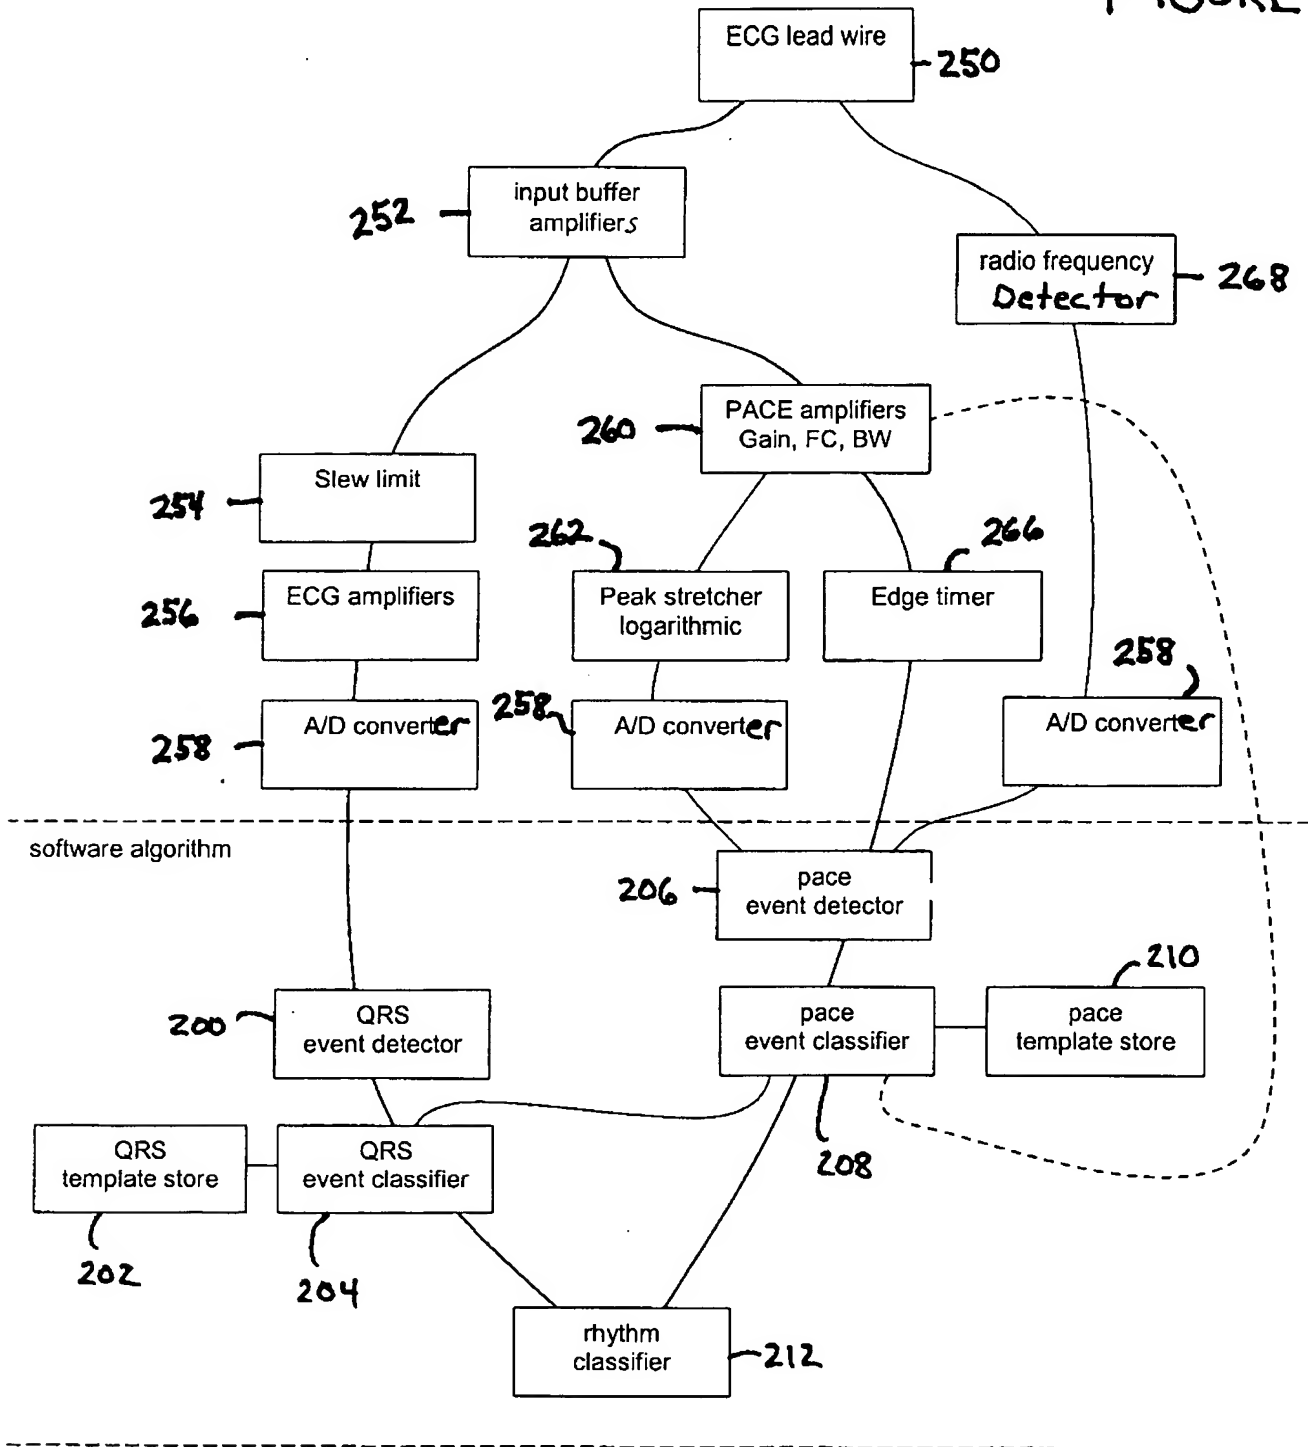 FIGURE
ECG lead wire
250
input buffer
amplifiers
252
radio frequency
Detector
268
PACE amplifiers
Gain, FC, BW
260
Slew limit
254
262
266
ECG amplifiers
256
Peak stretcher
logarithmic
Edge timer
258
A/D converter
258
258
A/D converter
A/D converter
software algorithm
pace
event detector
206
210
QRS
event detector
200
pace
event classifier
pace
template store
QRS
template store
QRS
event classifier
208
202
204
rhythm
classifier
212